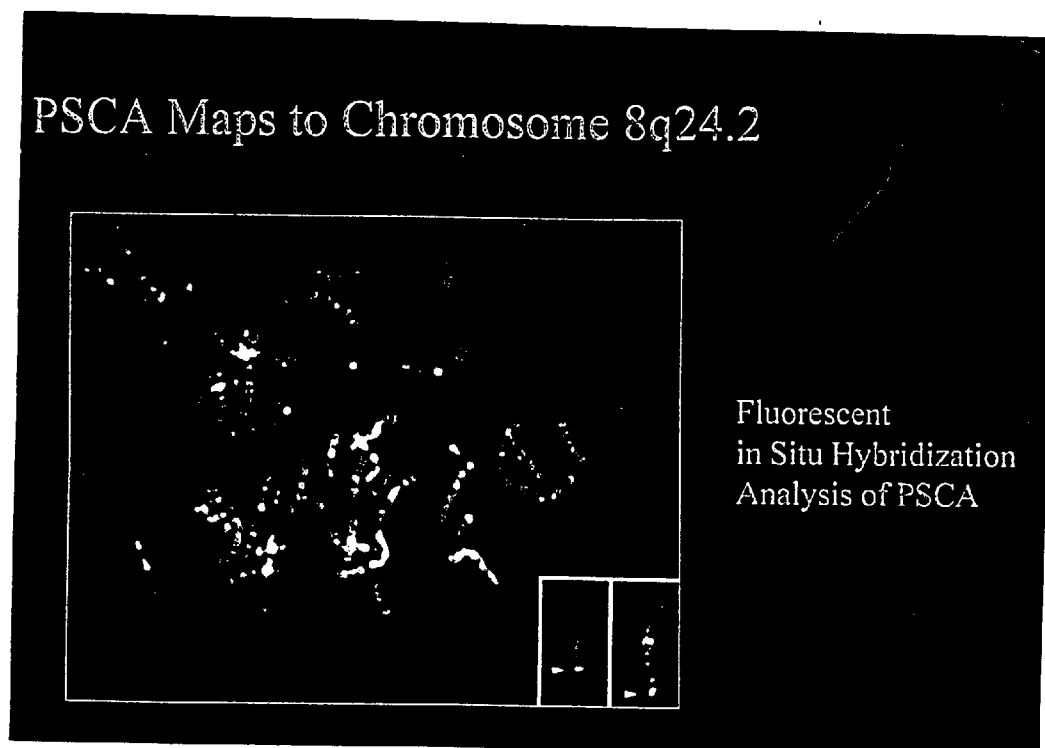 PSCA Maps to Chromosome 8q24.2
Fluorescent
in Situ Hybridization
Analysis of PSCA